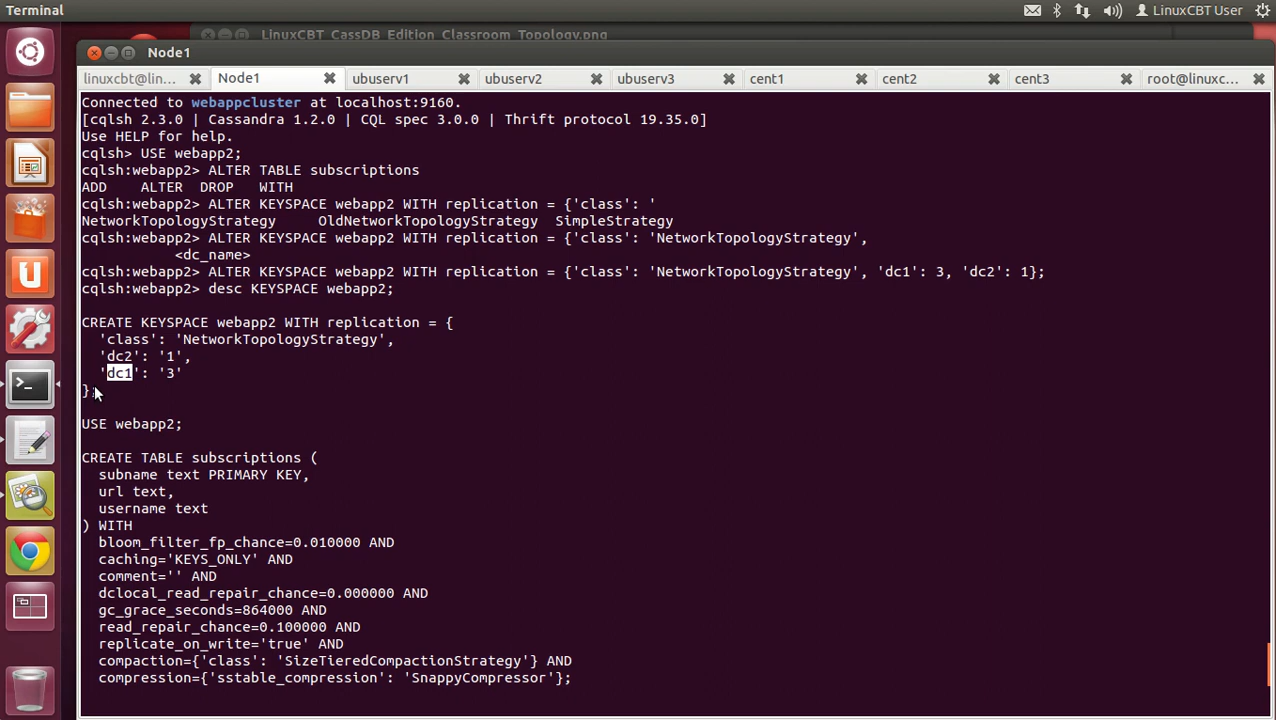 Terminal
LinuxCBT User
LinuxCBT_CassDB_Edition_Classroom_Topology.png
Node1
linuxcbt@lin...
Node1
ubuserv1
ubuserv2
ubuserv3
cent1
cent2
cent3
root@linuxc...
Connected to webappcluster at localhost:9160.
[cqlsh 2.3.0 | Cassandra 1.2.0 | CQL spec 3.0.0 | Thrift protocol 19.35.0]
Use HELP for help.
cqlsh> USE webapp2;
cqlsh:webapp2> ALTER TABLE subscriptions
ADD    ALTER  DROP   WITH
cqlsh:webapp2> ALTER KEYSPACE webapp2 WITH replication = {'class': '
NetworkTopologyStrategy     OldNetworkTopologyStrategy  SimpleStrategy
cqlsh:webapp2> ALTER KEYSPACE webapp2 WITH replication = {'class': 'NetworkTopologyStrategy',
           <dc_name>
cqlsh:webapp2> ALTER KEYSPACE webapp2 WITH replication = {'class': 'NetworkTopologyStrategy', 'dc1': 3, 'dc2': 1};
cqlsh:webapp2> desc KEYSPACE webapp2;
CREATE KEYSPACE webapp2 WITH replication = {
  'class': 'NetworkTopologyStrategy',
  'dc2': '1',
  'dc1': '3'
};
USE webapp2;
CREATE TABLE subscriptions (
  subname text PRIMARY KEY,
  url text,
  username text
) WITH
  bloom_filter_fp_chance=0.010000 AND
  caching='KEYS_ONLY' AND
  comment='' AND
  dclocal_read_repair_chance=0.000000 AND
  gc_grace_seconds=864000 AND
  read_repair_chance=0.100000 AND
  replicate_on_write='true' AND
  compaction={'class': 'SizeTieredCompactionStrategy'} AND
  compression={'sstable_compression': 'SnappyCompressor'};